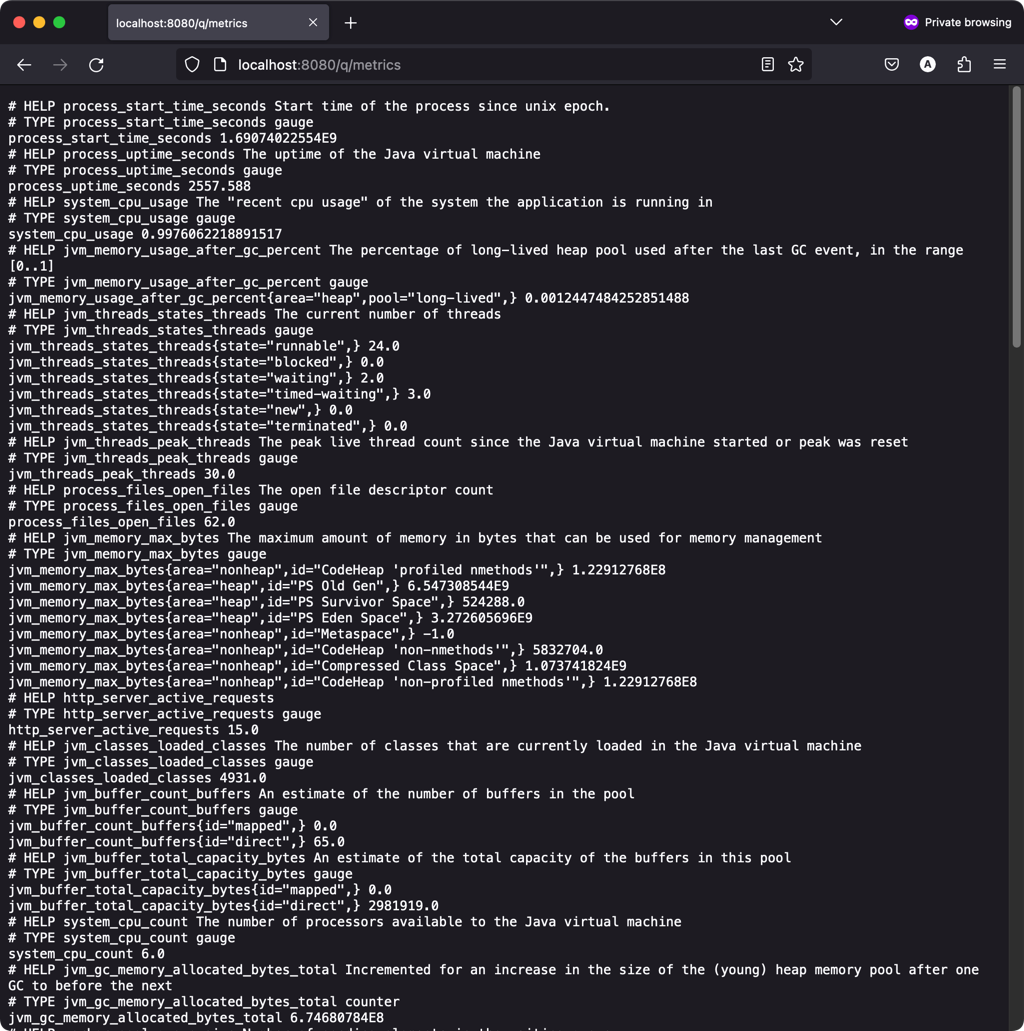 localhost:8080/q/metrics
Private browsing
localhost:8080/q/metrics
A
# HELP process_start_time_seconds Start time of the process since unix epoch.
# TYPE process_start_time_seconds gauge
process_start_time_seconds 1.69074022554E9
# HELP process_uptime_seconds The uptime of the Java virtual machine
# TYPE process_uptime_seconds gauge
process_uptime_seconds 2557.588
# HELP system_cpu_usage The "recent cpu usage" of the system the application is running in
# TYPE system_cpu_usage gauge
system_cpu_usage 0.9976062218891517
# HELP jvm_memory_usage_after_gc_percent The percentage of long-lived heap pool used after the last GC event, in the range
[0..1]
# TYPE jvm_memory_usage_after_gc_percent gauge
jvm_memory_usage_after_gc_percent{area="heap",pool="long-lived",} 0.0012447484252851488
# HELP jvm_threads_states_threads The current number of threads
# TYPE jvm_threads_states_threads gauge
jvm_threads_states_threads{state="runnable",} 24.0
jvm_threads_states_threads{state="blocked",} 0.0
jvm_threads_states_threads{state="waiting",} 2.0
jvm_threads_states_threads{state="timed-waiting",} 3.0
jvm_threads_states_threads{state="new",} 0.0
jvm_threads_states_threads{state="terminated",} 0.0
# HELP jvm_threads_peak_threads The peak live thread count since the Java virtual machine started or peak was reset
# TYPE jvm_threads_peak_threads gauge
jvm_threads_peak_threads 30.0
# HELP process_files_open_files The open file descriptor count
# TYPE process_files_open_files gauge
process_files_open_files 62.0
# HELP jvm_memory_max_bytes The maximum amount of memory in bytes that can be used for memory management
# TYPE jvm_memory_max_bytes gauge
jvm_memory_max_bytes{area="nonheap",id="CodeHeap 'profiled nmethods'",} 1.22912768E8
jvm_memory_max_bytes{area="heap",id="PS Old Gen",} 6.547308544E9
jvm_memory_max_bytes{area="heap",id="PS Survivor Space",} 524288.0
jvm_memory_max_bytes{area="heap",id="PS Eden Space",} 3.272605696E9
jvm_memory_max_bytes{area="nonheap",id="Metaspace",} -1.0
jvm_memory_max_bytes{area="nonheap",id="CodeHeap 'non-nmethods'",} 5832704.0
jvm_memory_max_bytes{area="nonheap",id="Compressed Class Space",} 1.073741824E9
jvm_memory_max_bytes{area="nonheap",id="CodeHeap 'non-profiled nmethods'",} 1.22912768E8
# HELP http_server_active_requests
# TYPE http_server_active_requests gauge
http_server_active_requests 15.0
# HELP jvm_classes_loaded_classes The number of classes that are currently loaded in the Java virtual machine
# TYPE jvm_classes_loaded_classes gauge
jvm_classes_loaded_classes 4931.0
# HELP jvm_buffer_count_buffers An estimate of the number of buffers in the pool
# TYPE jvm_buffer_count_buffers gauge
jvm_buffer_count_buffers{id="mapped",} 0.0
jvm_buffer_count_buffers{id="direct",} 65.0
# HELP jvm_buffer_total_capacity_bytes An estimate of the total capacity of the buffers in this pool
# TYPE jvm_buffer_total_capacity_bytes gauge
jvm_buffer_total_capacity_bytes{id="mapped",} 0.0
jvm_buffer_total_capacity_bytes{id="direct",} 2981919.0
# HELP system_cpu_count The number of processors available to the Java virtual machine
# TYPE system_cpu_count gauge
system_cpu_count 6.0
# HELP jvm_gc_memory_allocated_bytes_total Incremented for an increase in the size of the (young) heap memory pool after one
GC to before the next
# TYPE jvm_gc_memory_allocated_bytes_total counter
jvm_gc_memory_allocated_bytes_total 6.74680784E8